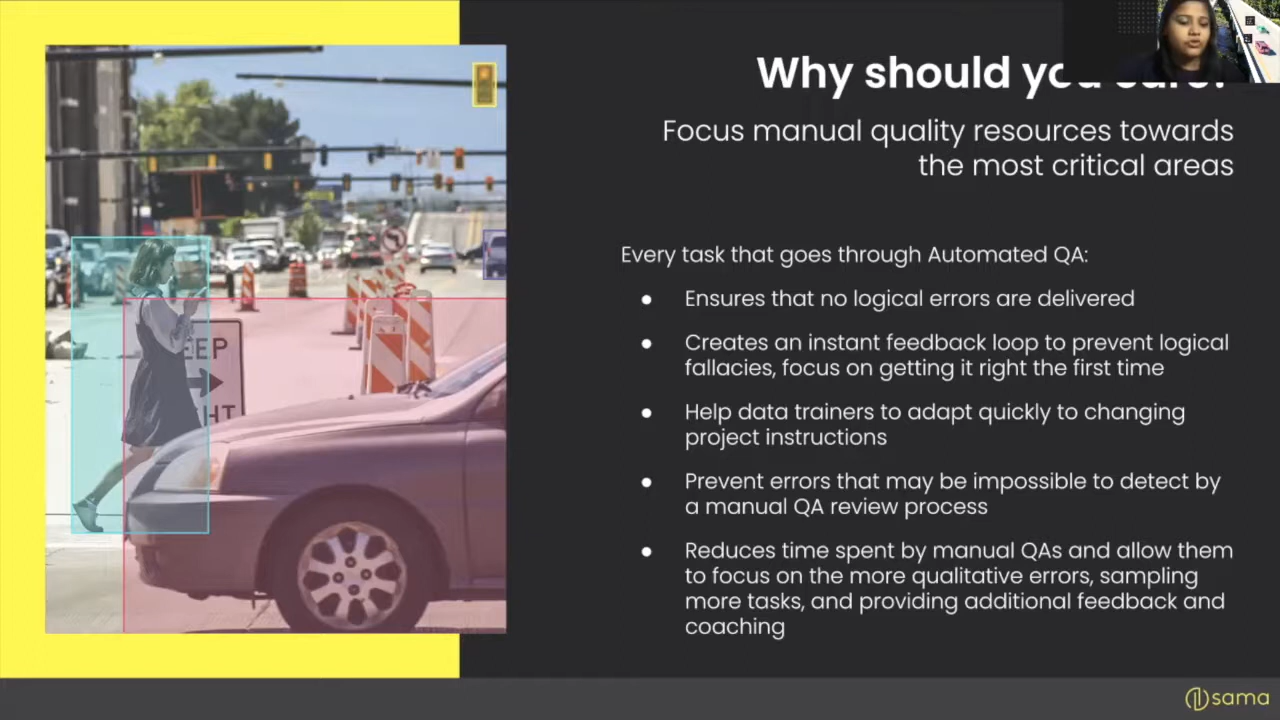 Why should you
Focus manual quality resources towards
the most critical areas
Every task that goes through Automated QA:
● Ensures that no logical errors are delivered
● Creates an instant feedback loop to prevent logical
fallacies, focus on getting it right the first time
● Help data trainers to adapt quickly to changing
project instructions
● Prevent errors that may be impossible to detect by
a manual QA review process
● Reduces time spent by manual QAs and allow them
to focus on the more qualitative errors, sampling
more tasks, and providing additional feedback and
coaching
EEP
HT
sama